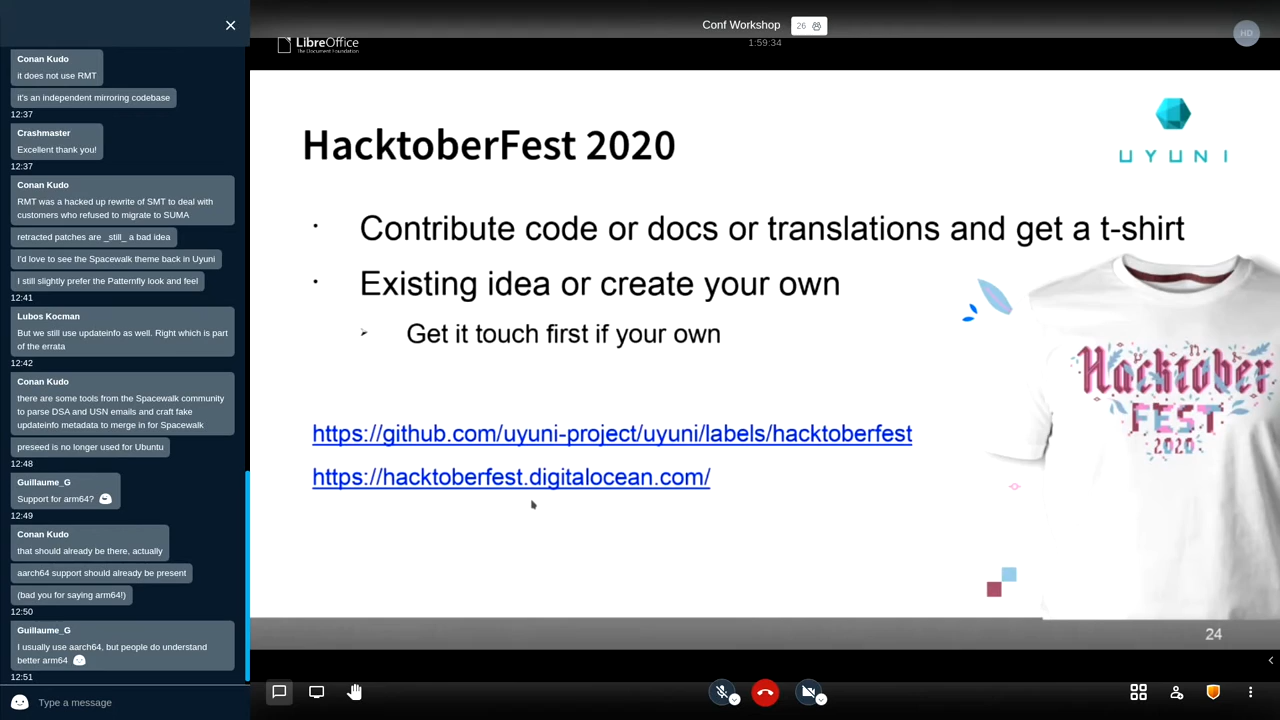 Conan Kudo
it does not use RMT
it's an independent mirroring codebase
12:37
Crashmaster
Excellent thank you!
12:37
Conan Kudo
RMT was a hacked up rewrite of SMT to deal with
customers who refused to migrate to SUMA
retracted patches are _still_ a bad idea
I'd love to see the Spacewalk theme back in Uyuni
I still slightly prefer the Patternfly look and feel
12:41
Lubos Kocman
But we still use updateinfo as well. Right which is part
of the errata
12:42
Conan Kudo
there are some tools from the Spacewalk community
to parse DSA and USN emails and craft fake
updateinfo metadata to merge in for Spacewalk
preseed is no longer used for Ubuntu
12:48
Guillaume_G
Support for arm64?
12:49
Conan Kudo
that should already be there, actually
aarch64 support should already be present
(bad you for saying arm64!)
12:50
Guillaume_G
I usually use aarch64, but people do understand
better arm64
12:51
Type a message
Conf Workshop
26
1:59:34
HD
LibreOffice
The Document Foundation
UYUNI
HacktoberFest 2020
· Contribute code or docs or translations and get a t-shirt
· Existing idea or create your own
➢ Get it touch first if your own
https://github.com/uyuni-project/uyuni/labels/hacktoberfest
https://hacktoberfest.digitalocean.com/
Hacktober
FEST
2020
24